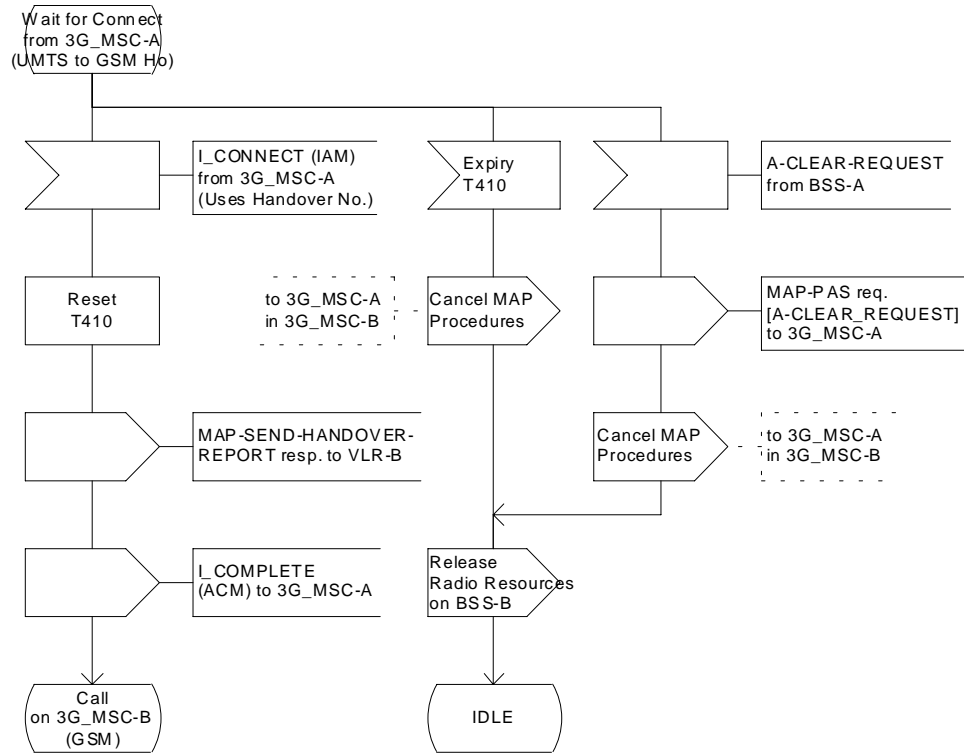 Wait for Connect
from 3G_MSC-A
(UMTS to GSM Ho)
I_CONNECT (IAM)
from 3G_MSC-A
(Uses Handover No.)
Expiry
T410
A-CLEAR-REQUEST
from BSS-A
Reset
T410
to 3G_MSC-A
in 3G_MSC-B
Cancel MAP
Procedures
MAP-PAS req.
[A-CLEAR_REQUEST]
to 3G_MSC-A
MAP-SEND-HANDOVER-
REPORT resp. to VLR-B
Cancel MAP
Procedures
to 3G_MSC-A
in 3G_MSC-B
I_COMPLETE
(ACM) to 3G_MSC-A
Release
Radio Resources
on BSS-B
Call
on 3G_MSC-B
(GSM)
IDLE